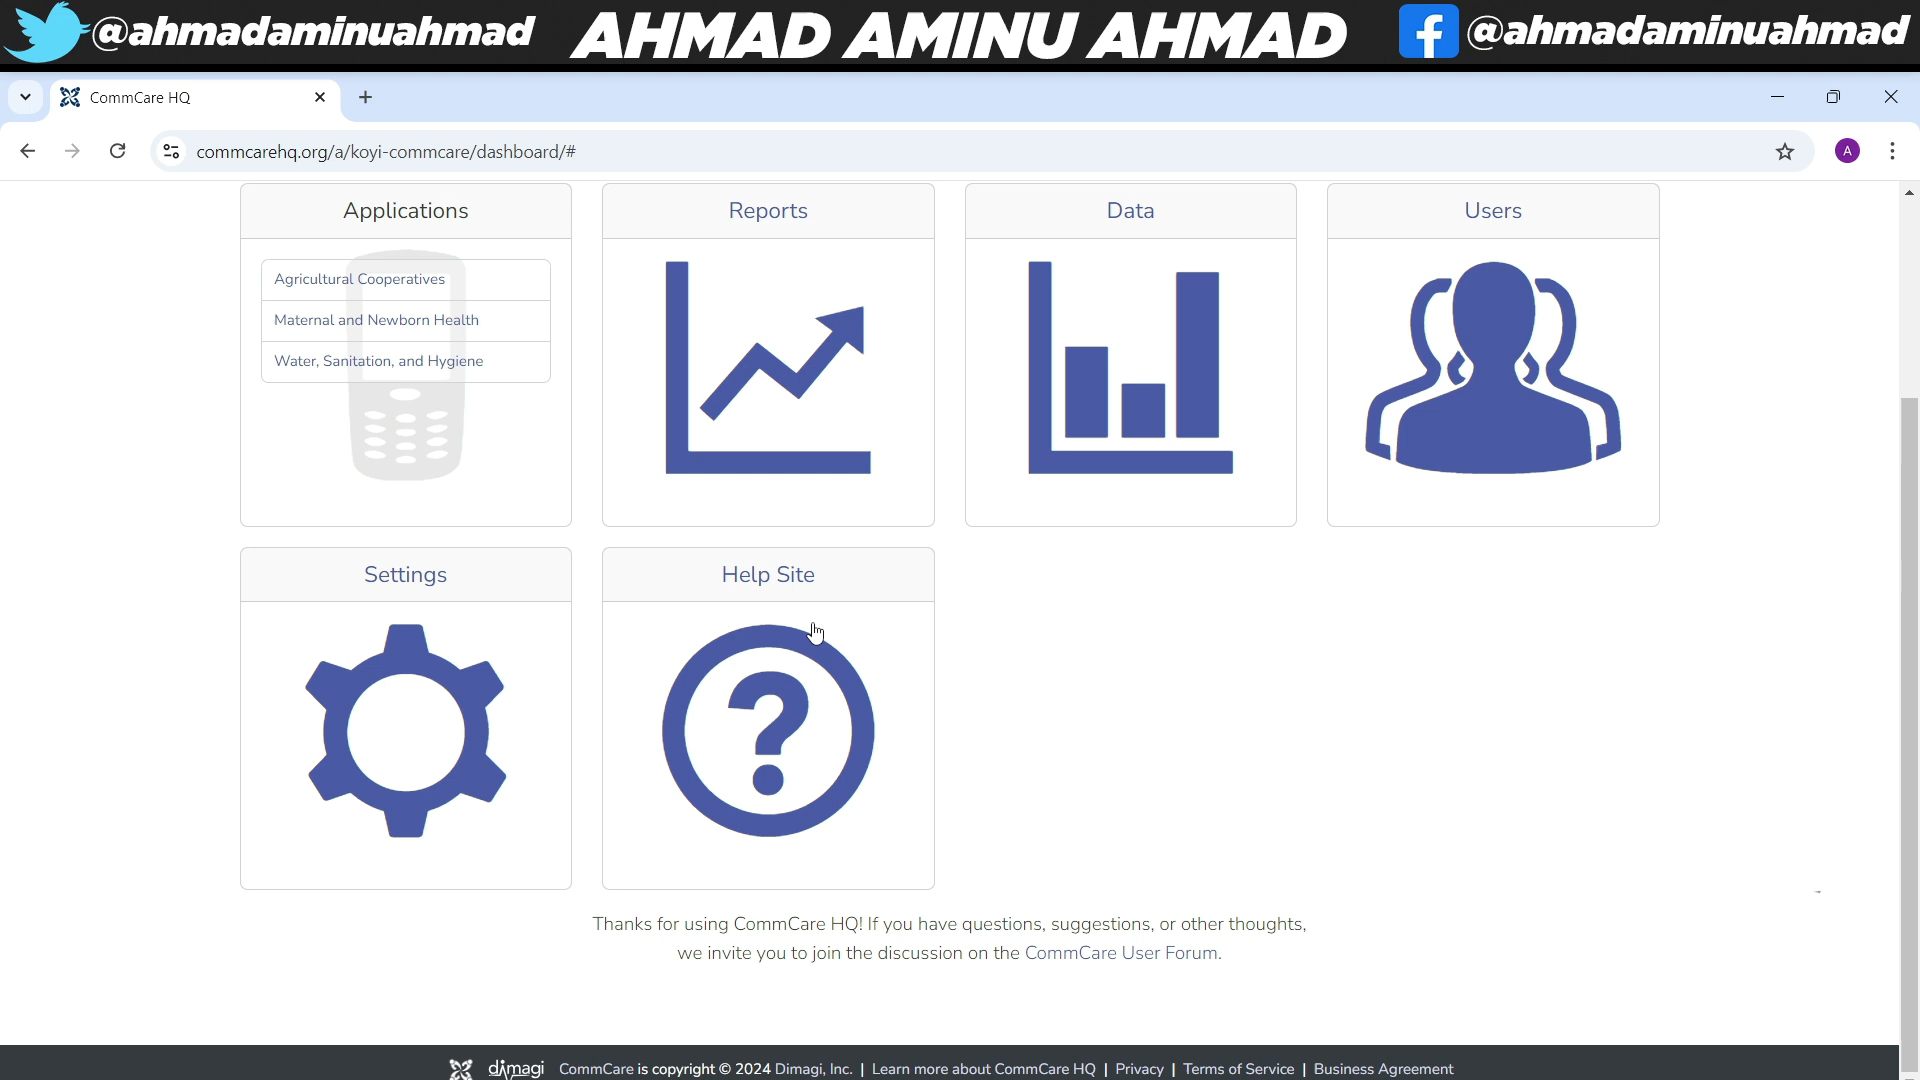 @ahmadaminuahmad AHMAD AMINU AHMAD @ahmadaminuahmad
CommCare HQ
commcarehq.org/a/koyi-commcare/dashboard/#
A
Applications Reports Data Users
Agricultural Cooperatives
Maternal and Newborn Health
Water, Sanitation, and Hygiene
Settings Help Site
?
Thanks for using CommCare HQ! If you have questions, suggestions, or other thoughts,
we invite you to join the discussion on the CommCare User Forum.
dimagi CommCare is copyright © 2024 Dimagi, Inc. | Learn more about CommCare HQ | Privacy | Terms of Service | Business Agreement